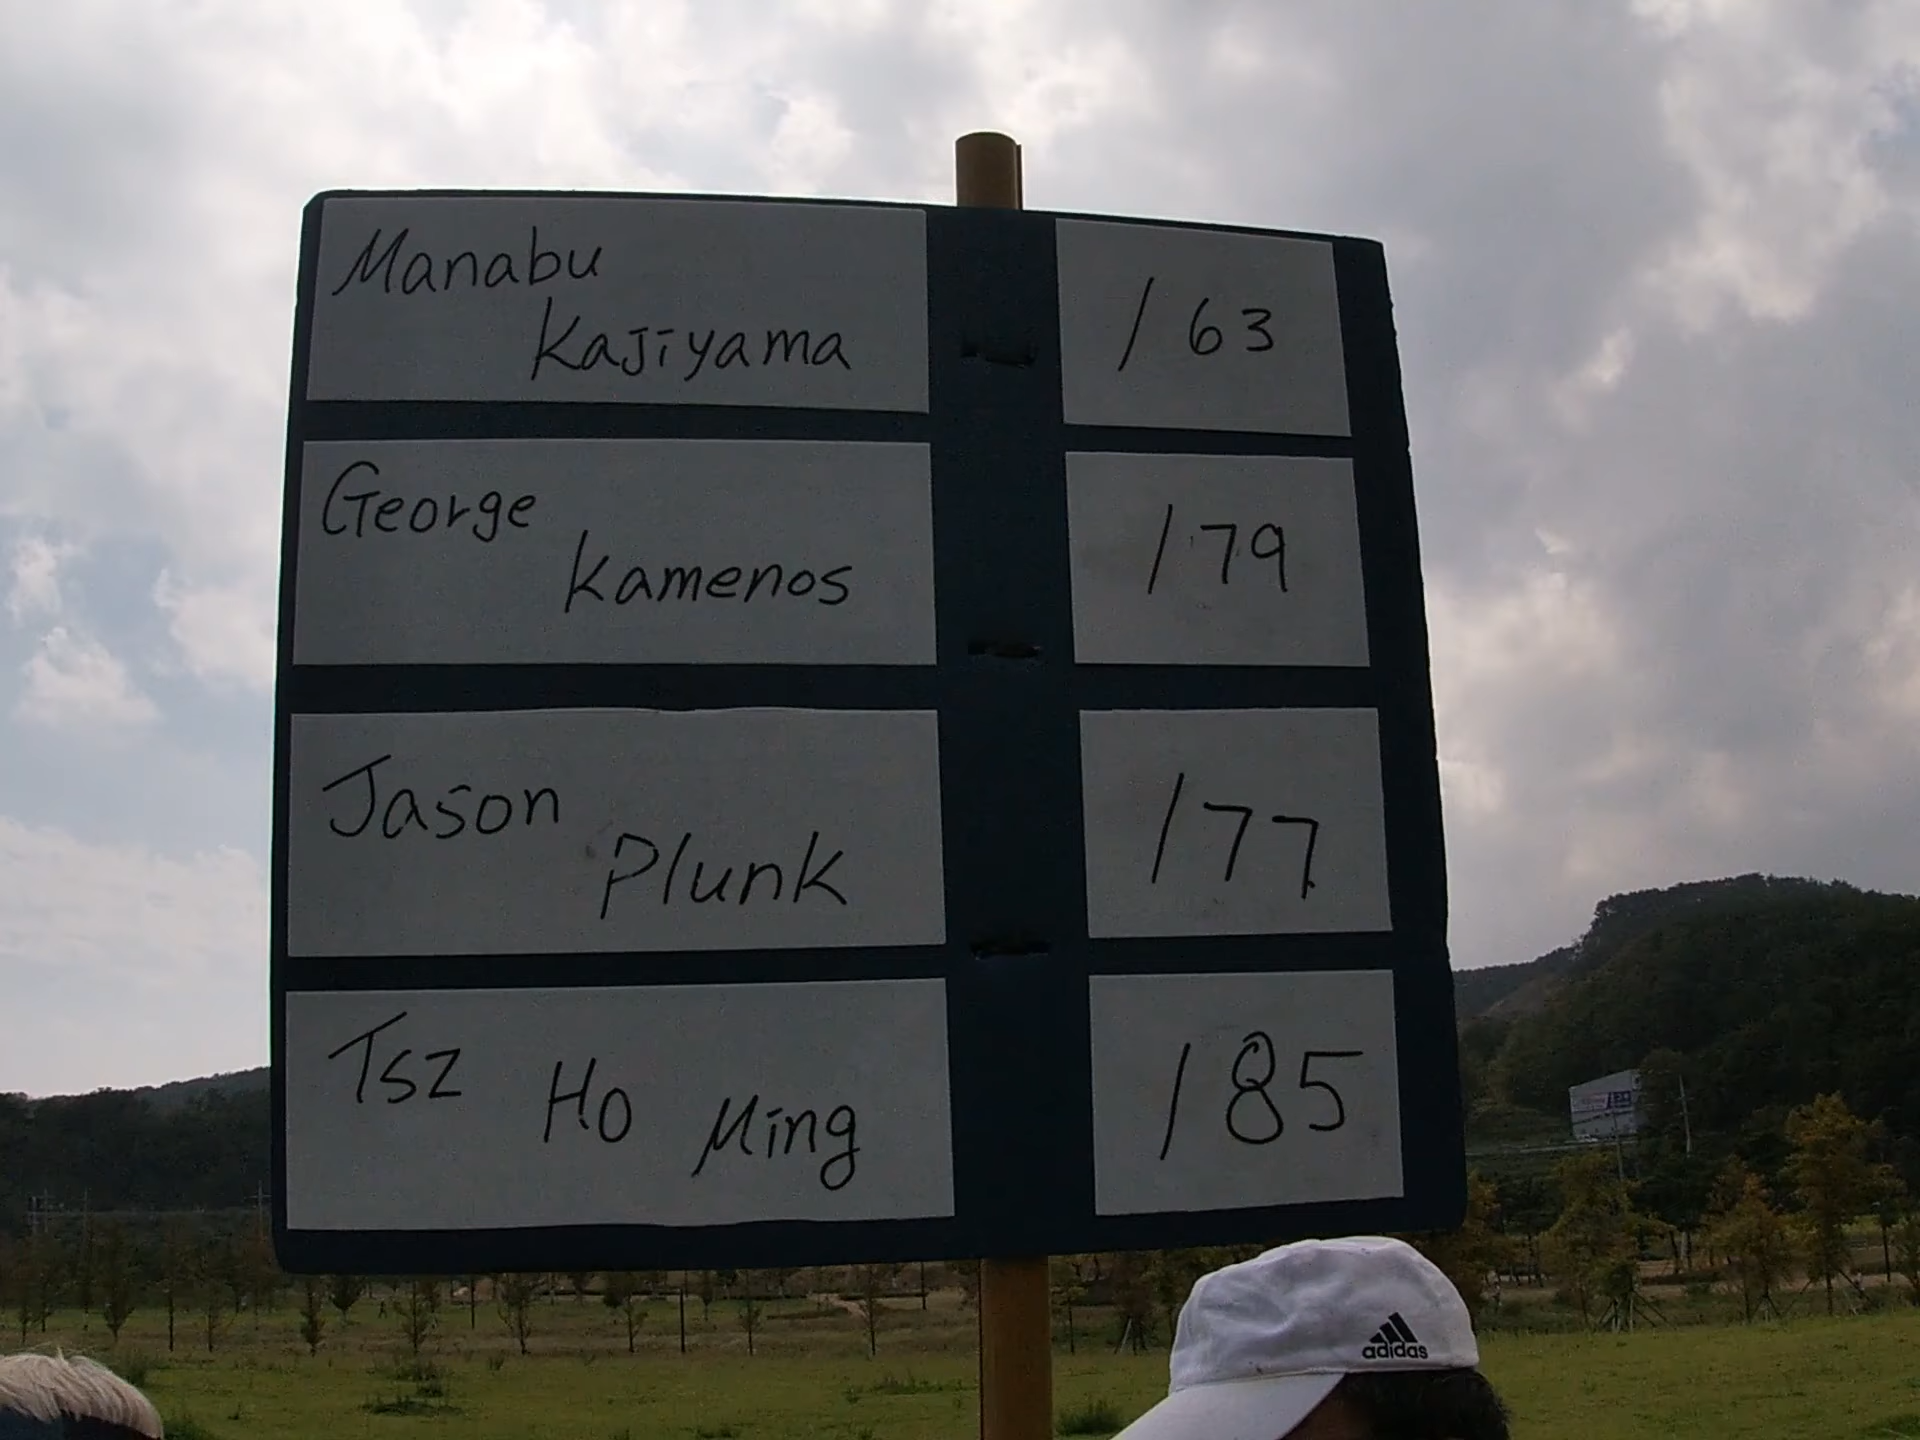 Manabu
Kajiyama
163
George
Kamenos
179
Jason
Plunk
177
Tsz Ho Ming
185
adidas